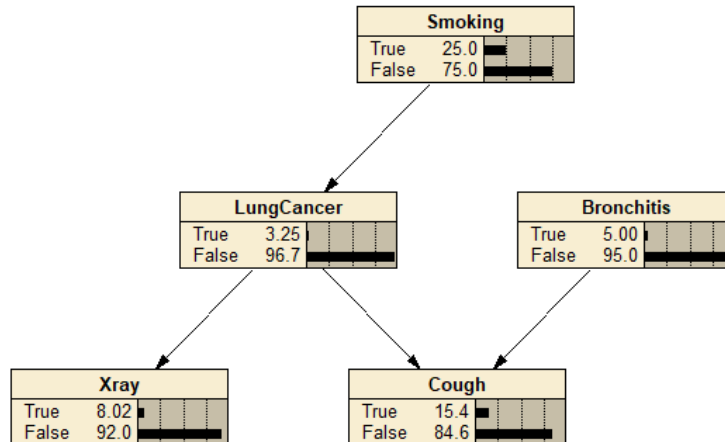 Smoking
True 25.0
False 75.0
LungCancer
True 3.25
False 96.7
Bronchitis
True 5.00
False 95.0
Xray
True 8.02
False 92.0
Cough
True 15.4
False 84.6